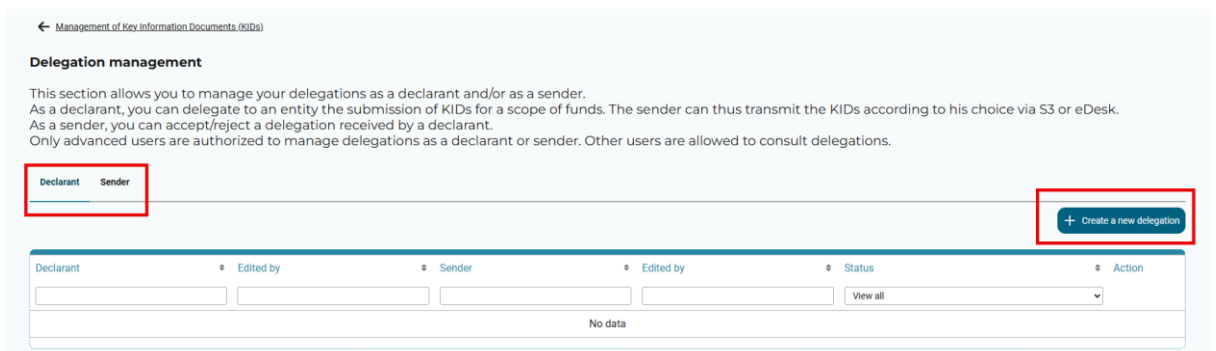 ← Management of Key Information Documents (KIDs)
Delegation management
This section allows you to manage your delegations as a declarant and/or as a sender.
As a declarant, you can delegate to an entity the submission of KIDs for a scope of funds. The sender can thus transmit the KIDs according to his choice via S3 or eDesk.
As a sender, you can accept/reject a delegation received by a declarant.
Only advanced users are authorized to manage delegations as a declarant or sender. Other users are allowed to consult delegations.
Declarant Sender
+ Create a new delegation
Declarant Edited by Sender Edited by Status Action
View all
No data